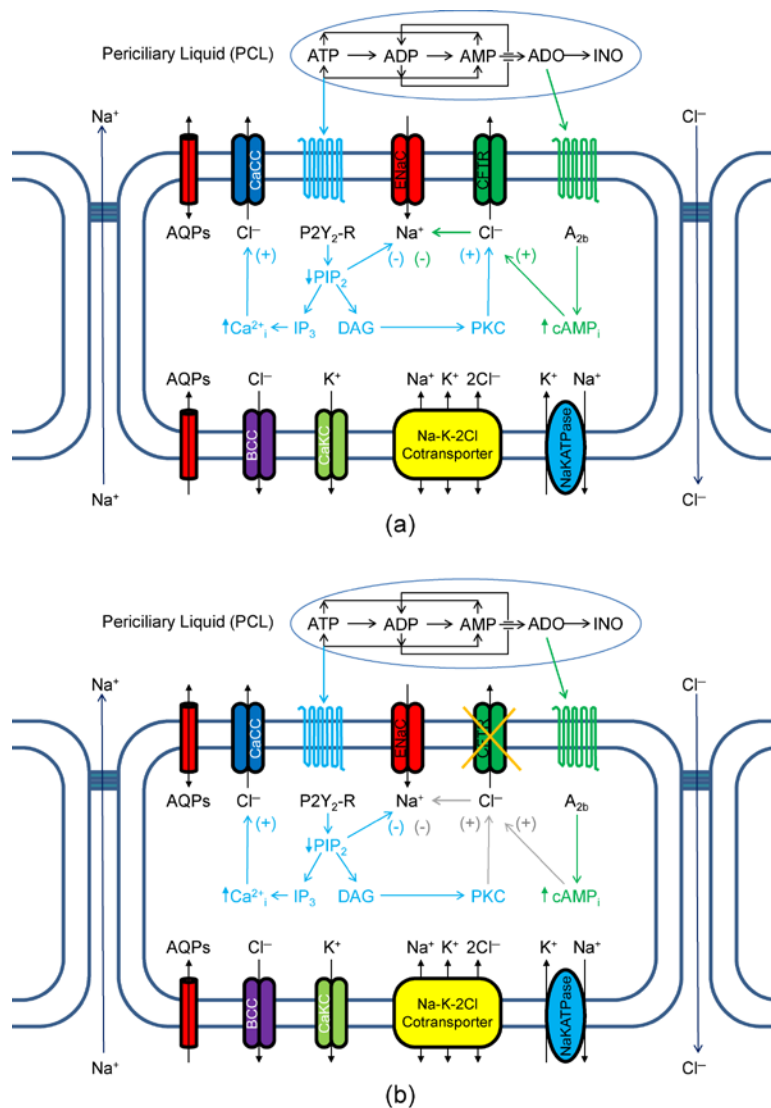 Periciliary Liquid (PCL) ATP ADP AMP ADO INO
Na⁺ Cl⁻
CaCC ENaC CFTR
AQPs Cl⁻ P2Y₂-R Na⁺ Cl⁻ A₂b
(+) (-) (-) (+) (+)
PIP₂
Ca²⁺ᵢ IP₃ DAG PKC cAMPᵢ
AQPs Cl⁻ K⁺ Na⁺ K⁺ 2Cl⁻ K⁺ Na⁺
BCC CaKC Na-K-2Cl Cotransporter NaKATPase
Na⁺ Cl⁻
(a)
Periciliary Liquid (PCL) ATP ADP AMP ADO INO
Na⁺ Cl⁻
CaCC ENaC CFTR
AQPs Cl⁻ P2Y₂-R Na⁺ Cl⁻ A₂b
(+) (-) (-) (+) (+)
PIP₂
Ca²⁺ᵢ IP₃ DAG PKC cAMPᵢ
AQPs Cl⁻ K⁺ Na⁺ K⁺ 2Cl⁻ K⁺ Na⁺
BCC CaKC Na-K-2Cl Cotransporter NaKATPase
Na⁺ Cl⁻
(b)